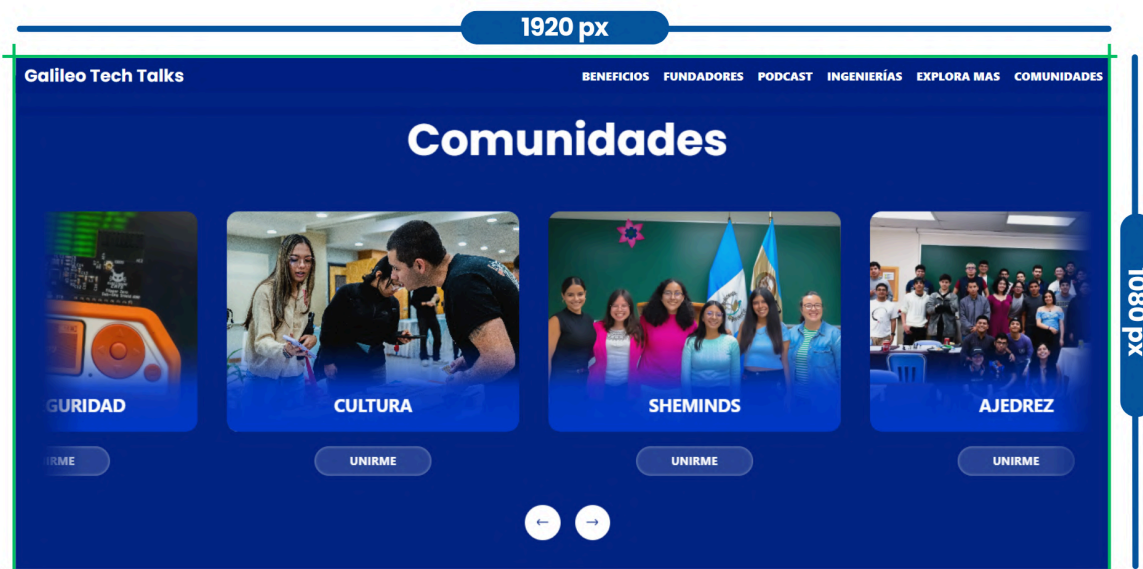 1920 px
Galileo Tech Talks
BENEFICIOS FUNDADORES PODCAST INGENIERÍAS EXPLORA MAS COMUNIDADES
Comunidades
GURIDAD
CULTURA
SHEMINDS
AJEDREZ
IRME
UNIRME
UNIRME
UNIRME
← →
1080 px